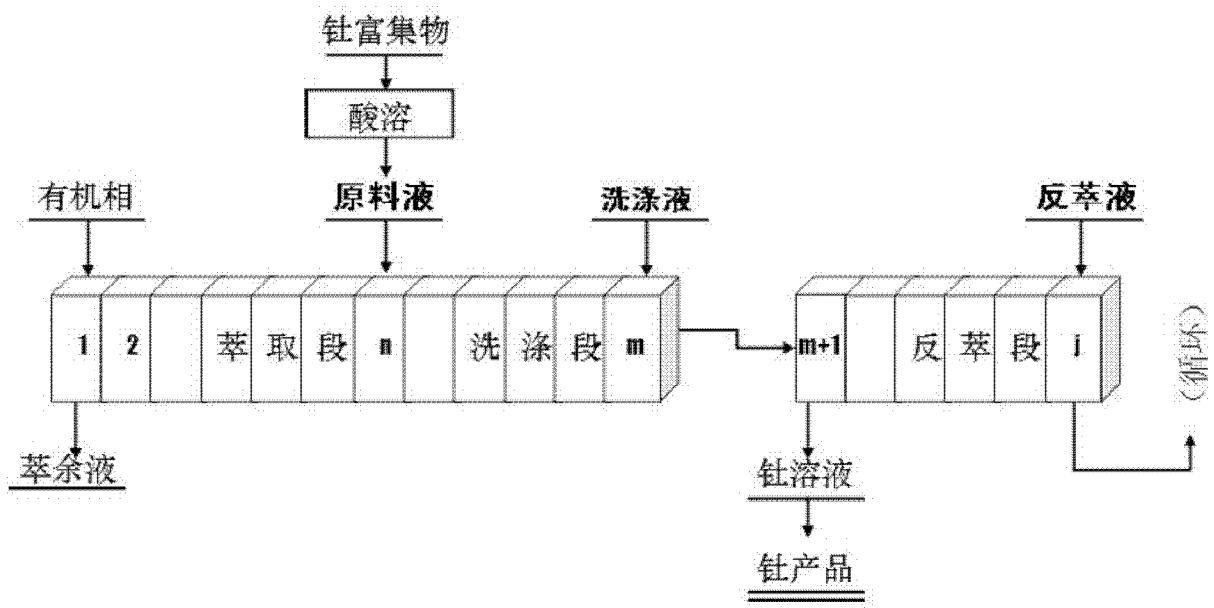 钍富集物
酸溶
有机相
原料液
洗涤液
反萃液
1 2 萃取段 n 洗涤段 m
m+1 反萃段 j
（循环）
萃余液
钍溶液
钍产品